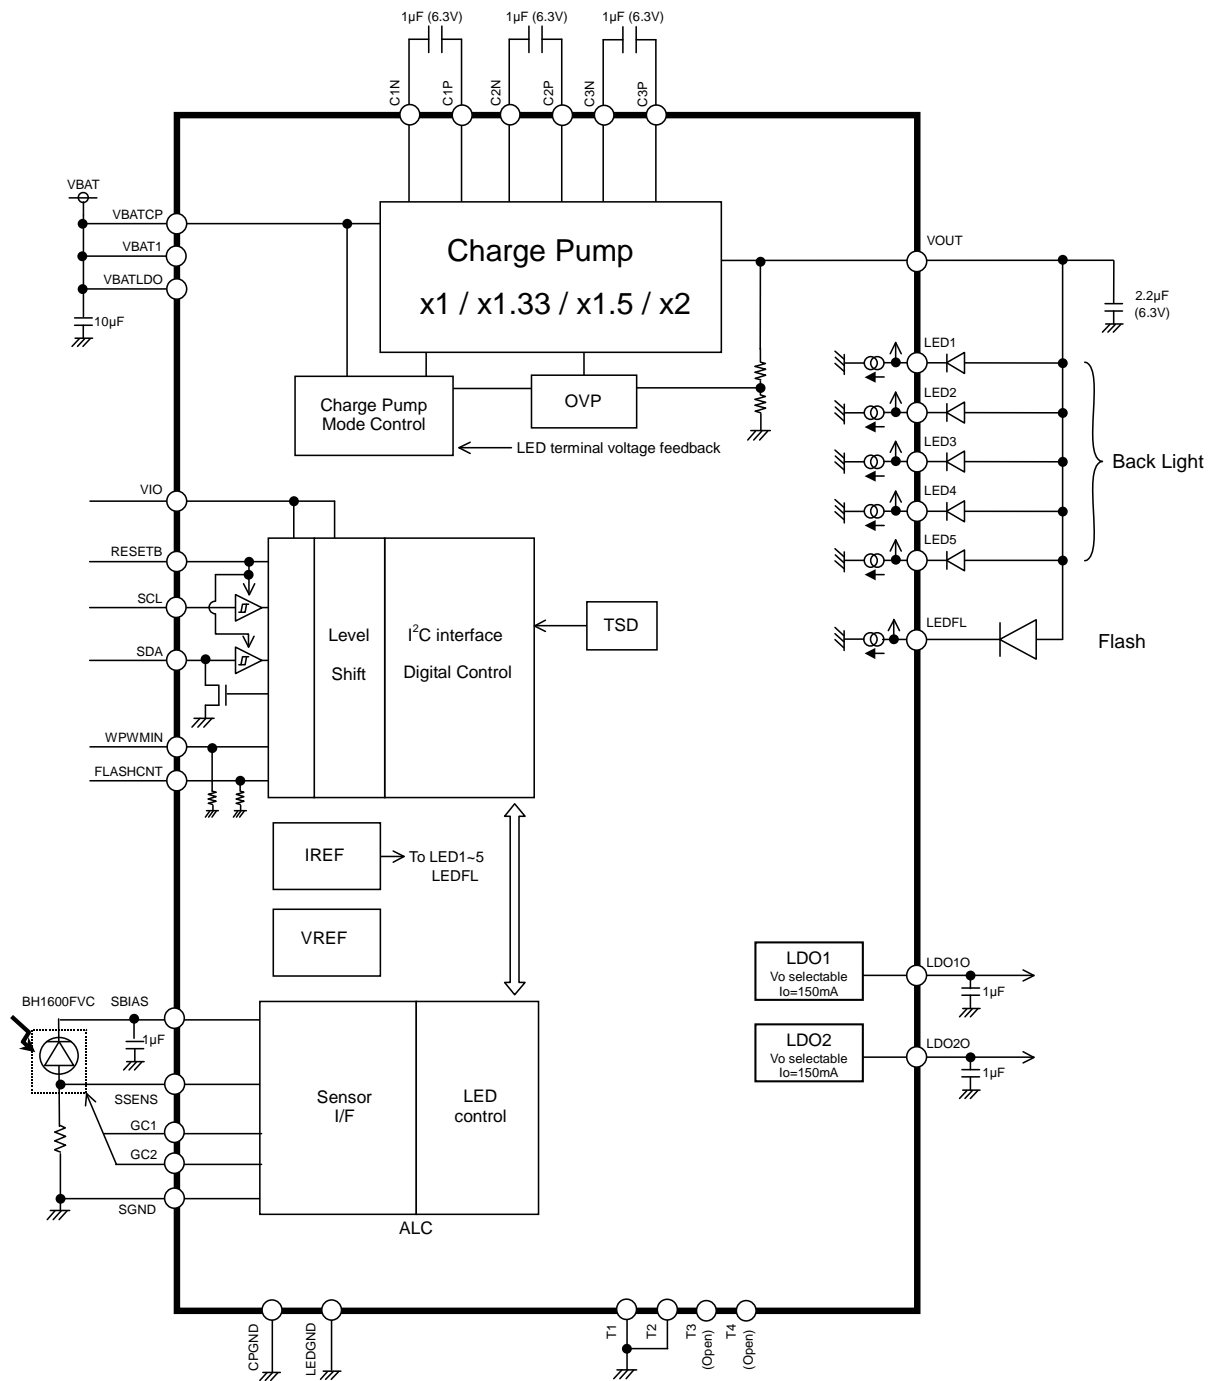 1µF (6.3V)
1µF (6.3V)
1µF (6.3V)
C1N
C1P
C2N
C2P
C3N
C3P
VBAT
VBATCP
VBAT1
VBATLDO
10µF
Charge Pump
x1 / x1.33 / x1.5 / x2
VOUT
2.2µF
(6.3V)
Charge Pump
Mode Control
OVP
LED terminal voltage feedback
LED1
LED2
LED3
LED4
LED5
Back Light
LEDFL
Flash
VIO
RESETB
SCL
SDA
WPWMIN
FLASHCNT
Level
Shift
I²C interface
Digital Control
TSD
IREF
To LED1~5
LEDFL
VREF
LDO1
Vo selectable
Io=150mA
LDO1O
1µF
LDO2
Vo selectable
Io=150mA
LDO2O
1µF
BH1600FVC
SBIAS
1µF
SSENS
GC1
GC2
SGND
Sensor
I/F
LED
control
ALC
CPGND
LEDGND
T1
T2
T3
(Open)
T4
(Open)